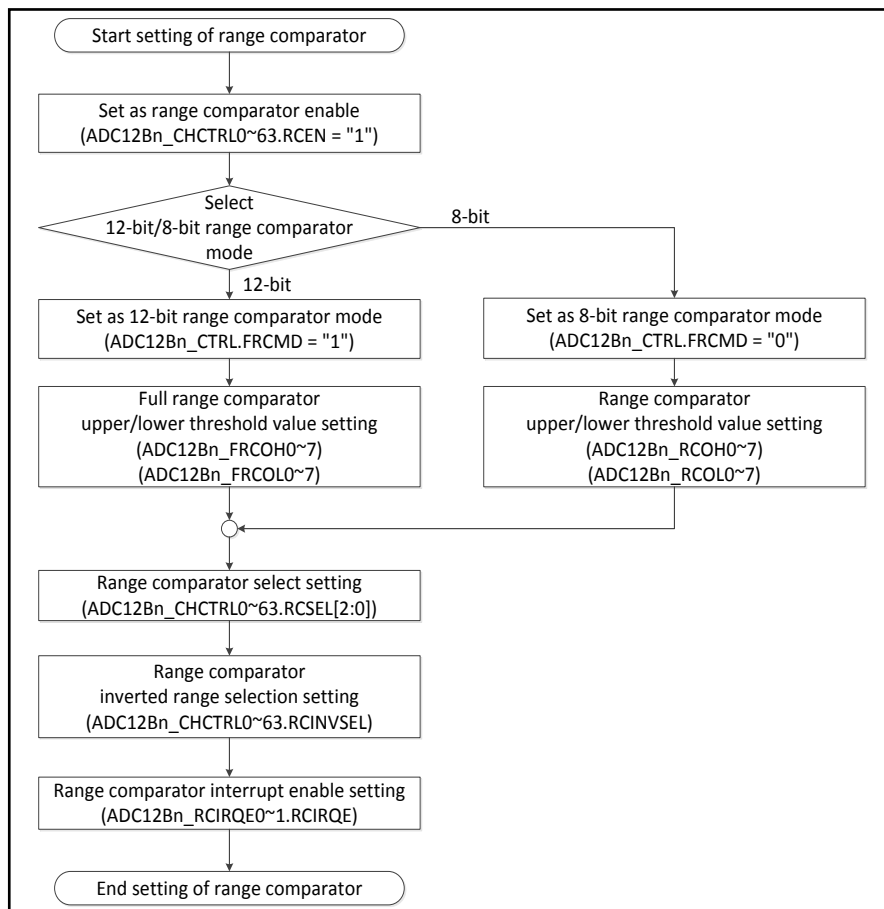 Start setting of range comparator
Set as range comparator enable
(ADC12Bn_CHCTRL0~63.RCEN = "1")
Select
12-bit/8-bit range comparator
mode
8-bit
12-bit
Set as 12-bit range comparator mode
(ADC12Bn_CTRL.FRCMD = "1")
Set as 8-bit range comparator mode
(ADC12Bn_CTRL.FRCMD = "0")
Full range comparator
upper/lower threshold value setting
(ADC12Bn_FRCOH0~7)
(ADC12Bn_FRCOL0~7)
Range comparator
upper/lower threshold value setting
(ADC12Bn_RCOH0~7)
(ADC12Bn_RCOL0~7)
Range comparator select setting
(ADC12Bn_CHCTRL0~63.RCSEL[2:0])
Range comparator
inverted range selection setting
(ADC12Bn_CHCTRL0~63.RCINVSEL)
Range comparator interrupt enable setting
(ADC12Bn_RCIRQE0~1.RCIRQE)
End setting of range comparator